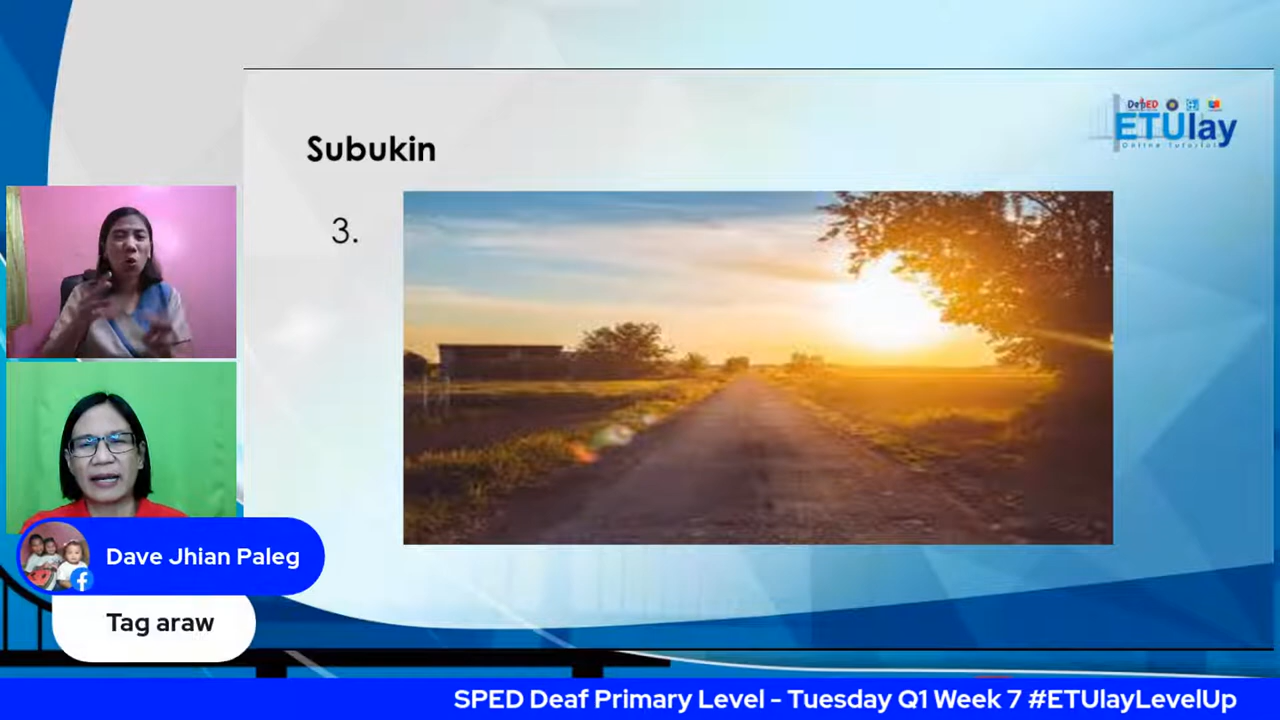 DepED
ETUlay
Online Tutorial
Subukin
3.
Dave Jhian Paleg
Tag araw
SPED Deaf Primary Level - Tuesday Q1 Week 7 #ETUlayLevelUp